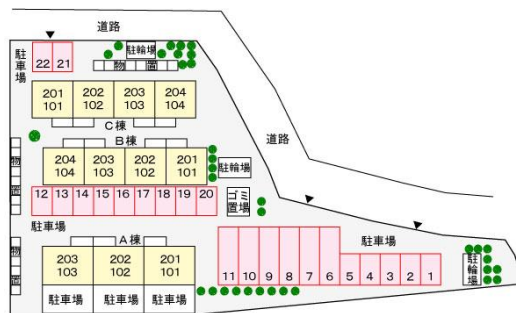 道路
駐車場
22 21
駐輪場
物 置
201 202 203 204
101 102 103 104
C棟
B棟
道路
204 203 202 201
104 103 102 101
駐輪場
物置
12 13 14 15 16 17 18 19 20
ゴミ置場
駐車場
A棟
203 202 201
103 102 101
物置
駐車場 駐車場 駐車場
駐車場
11 10 9 8 7 6 5 4 3 2 1
駐輪場